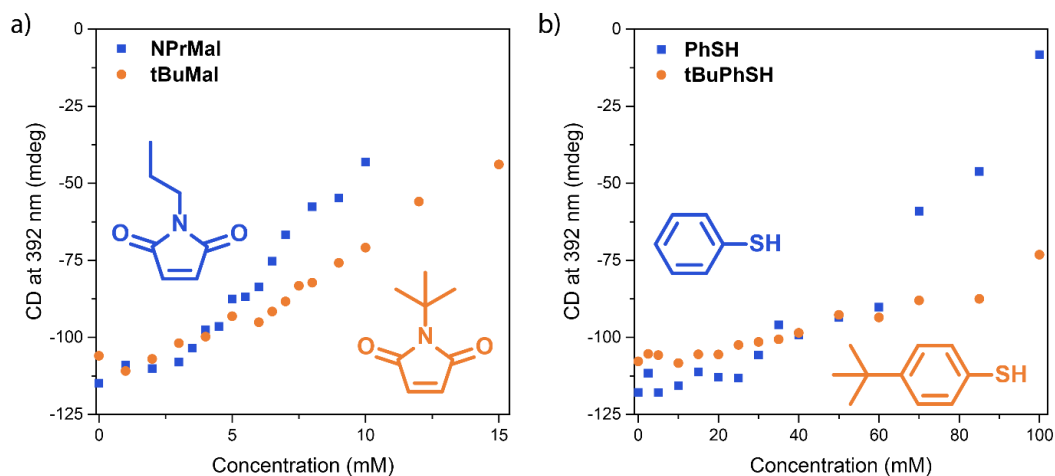 a)
NPrMal
tBuMal
0
-25
-50
-75
-100
-125
CD at 392 nm (mdeg)
N
O
O
N
O
O
0
5
10
15
Concentration (mM)
b)
PhSH
tBuPhSH
0
-25
-50
-75
-100
-125
CD at 392 nm (mdeg)
SH
SH
0
20
40
60
80
100
Concentration (mM)